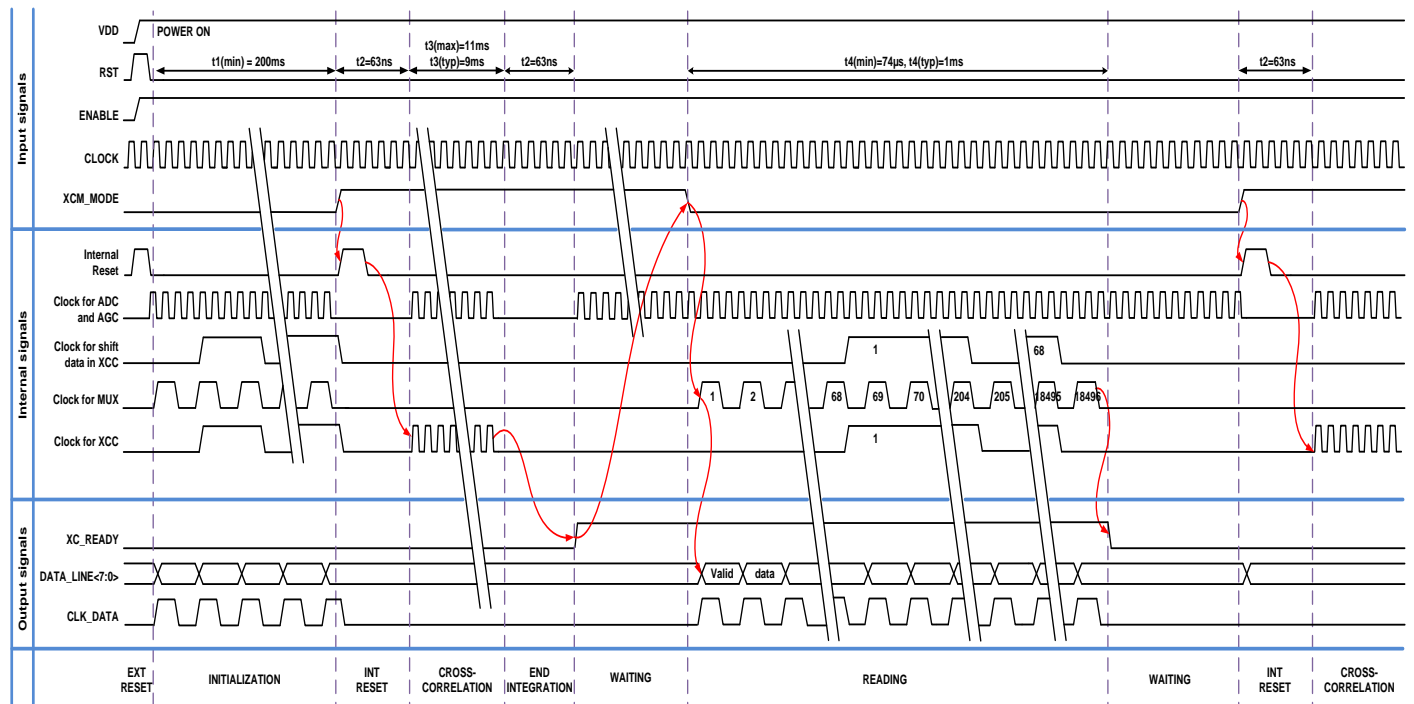 Input signals
VDD
POWER ON
RST
t1(min) = 200ms
t2=63ns
t3(max)=11ms
t3(typ)=9ms
t2=63ns
t4(min=74µs, t4(typ)=1ms
t2=63ns
ENABLE
CLOCK
XCM_MODE
Internal signals
Internal
Reset
Clock for ADC
and AGC
Clock for shift
data in XCC
1
68
Clock for MUX
1
2
68
69
70
204
205
18495
18496
Clock for XCC
1
Output signals
XC_READY
DATA_LINE<7:0>
Valid
data
CLK_DATA
EXT
RESET
INITIALIZATION
INT
RESET
CROSS-
CORRELATION
END
INTEGRATION
WAITING
READING
WAITING
INT
RESET
CROSS-
CORRELATION